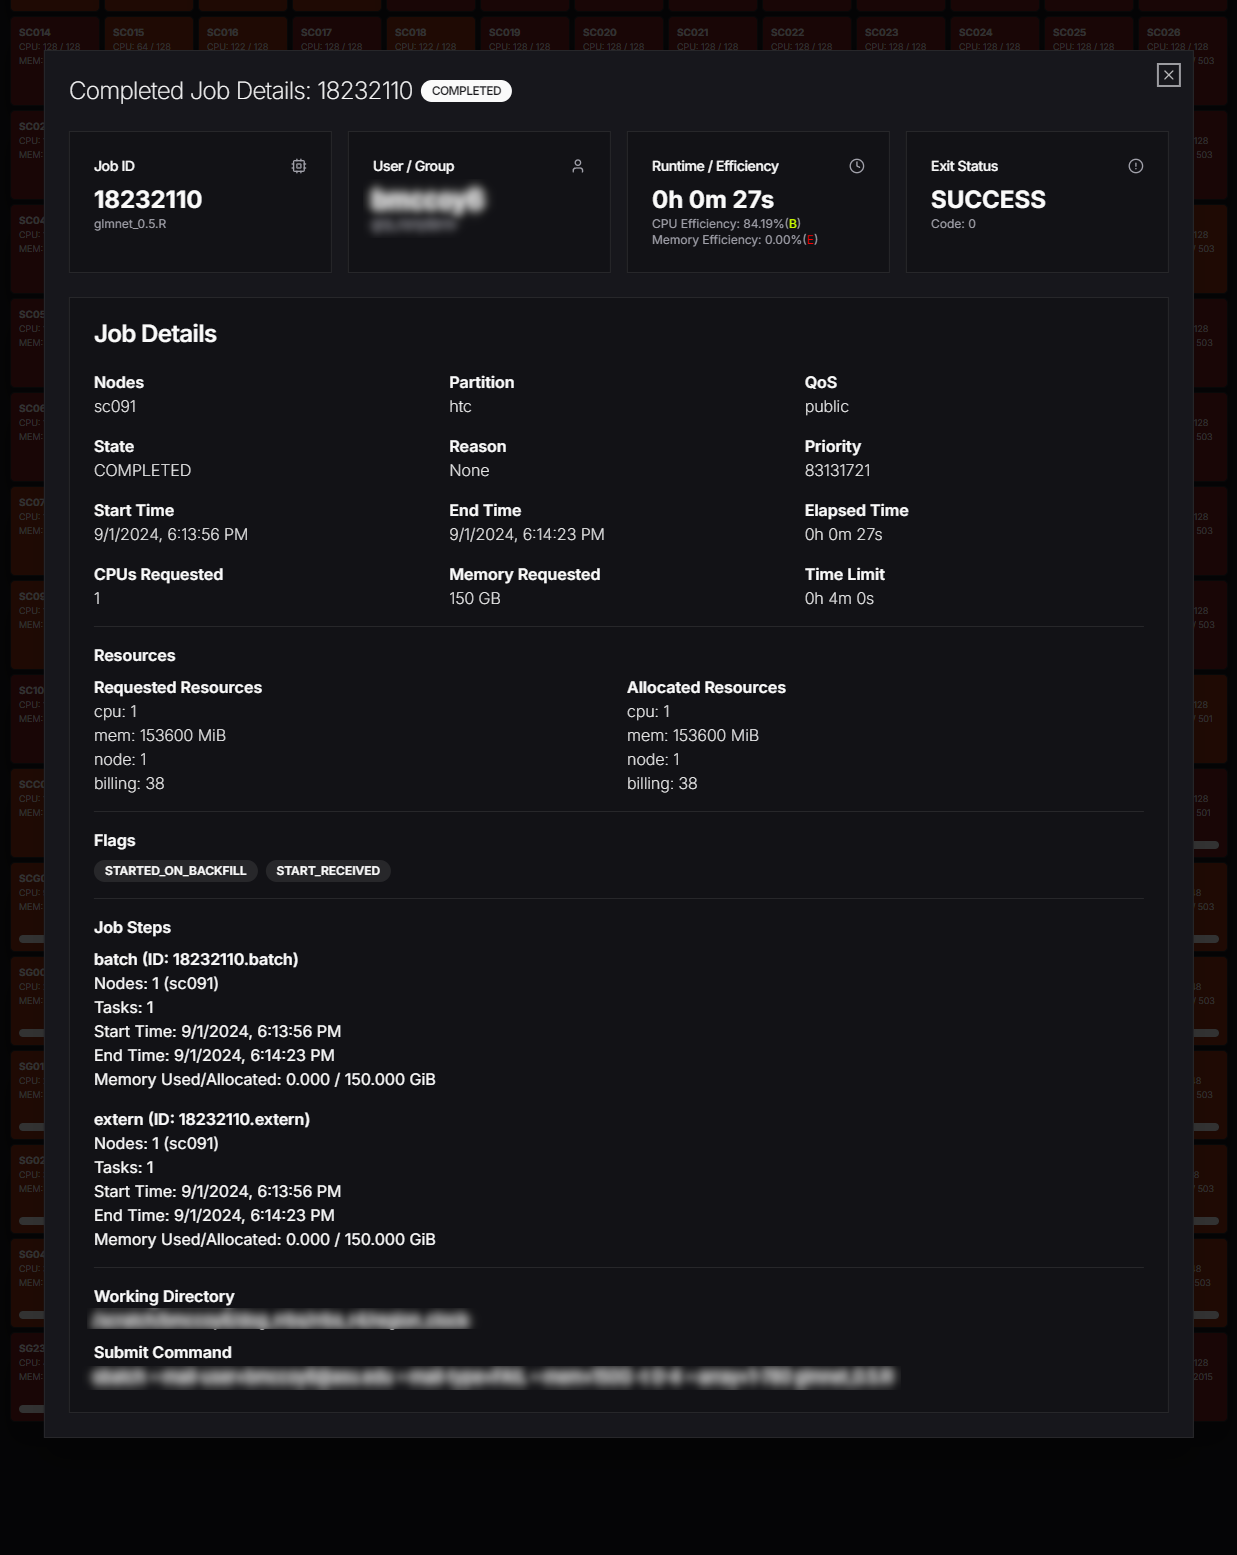 SC014 SC015 SC016 SC017 SC018 SC019 SC020 SC021 SC022 SC023 SC024 SC025 SC026
CPU: 128 / 128 CPU: 64 / 128 CPU: 122 / 128 CPU: 128 / 128 CPU: 122 / 128 CPU: 128 / 128 CPU: 128 / 128 CPU: 128 / 128 CPU: 128 / 128 CPU: 128 / 128 CPU: 128 / 128 CPU: 128 / 128 CPU: 128 / 128
Completed Job Details: 18232110 COMPLETED
Job ID
18232110
glmnet_0.5.R
User / Group
Runtime / Efficiency
0h 0m 27s
CPU Efficiency: 84.19%(B)
Memory Efficiency: 0.00%(E)
Exit Status
SUCCESS
Code: 0
Job Details
Nodes
sc091
Partition
htc
QoS
public
State
COMPLETED
Reason
None
Priority
83131721
Start Time
9/1/2024, 6:13:56 PM
End Time
9/1/2024, 6:14:23 PM
Elapsed Time
0h 0m 27s
CPUs Requested
1
Memory Requested
150 GB
Time Limit
0h 4m 0s
Resources
Requested Resources
cpu: 1
mem: 153600 MiB
node: 1
billing: 38
Allocated Resources
cpu: 1
mem: 153600 MiB
node: 1
billing: 38
Flags
STARTED_ON_BACKFILL START_RECEIVED
Job Steps
batch (ID: 18232110.batch)
Nodes: 1 (sc091)
Tasks: 1
Start Time: 9/1/2024, 6:13:56 PM
End Time: 9/1/2024, 6:14:23 PM
Memory Used/Allocated: 0.000 / 150.000 GiB
extern (ID: 18232110.extern)
Nodes: 1 (sc091)
Tasks: 1
Start Time: 9/1/2024, 6:13:56 PM
End Time: 9/1/2024, 6:14:23 PM
Memory Used/Allocated: 0.000 / 150.000 GiB
Working Directory
Submit Command